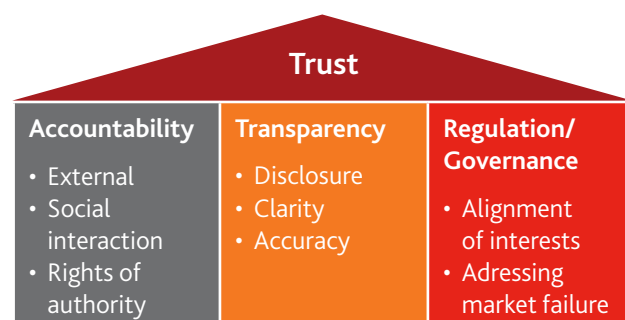 Trust
Accountability
• External
• Social
interaction
• Rights of
authority
Transparency
• Disclosure
• Clarity
• Accuracy
Regulation/
Governance
• Alignment
of interests
• Adressing
market failure